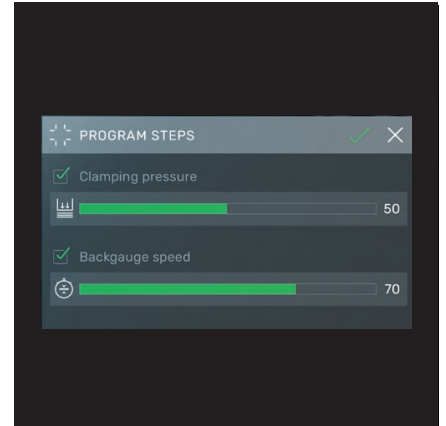 PROGRAM STEPS
Clamping pressure
50
Backgauge speed
70